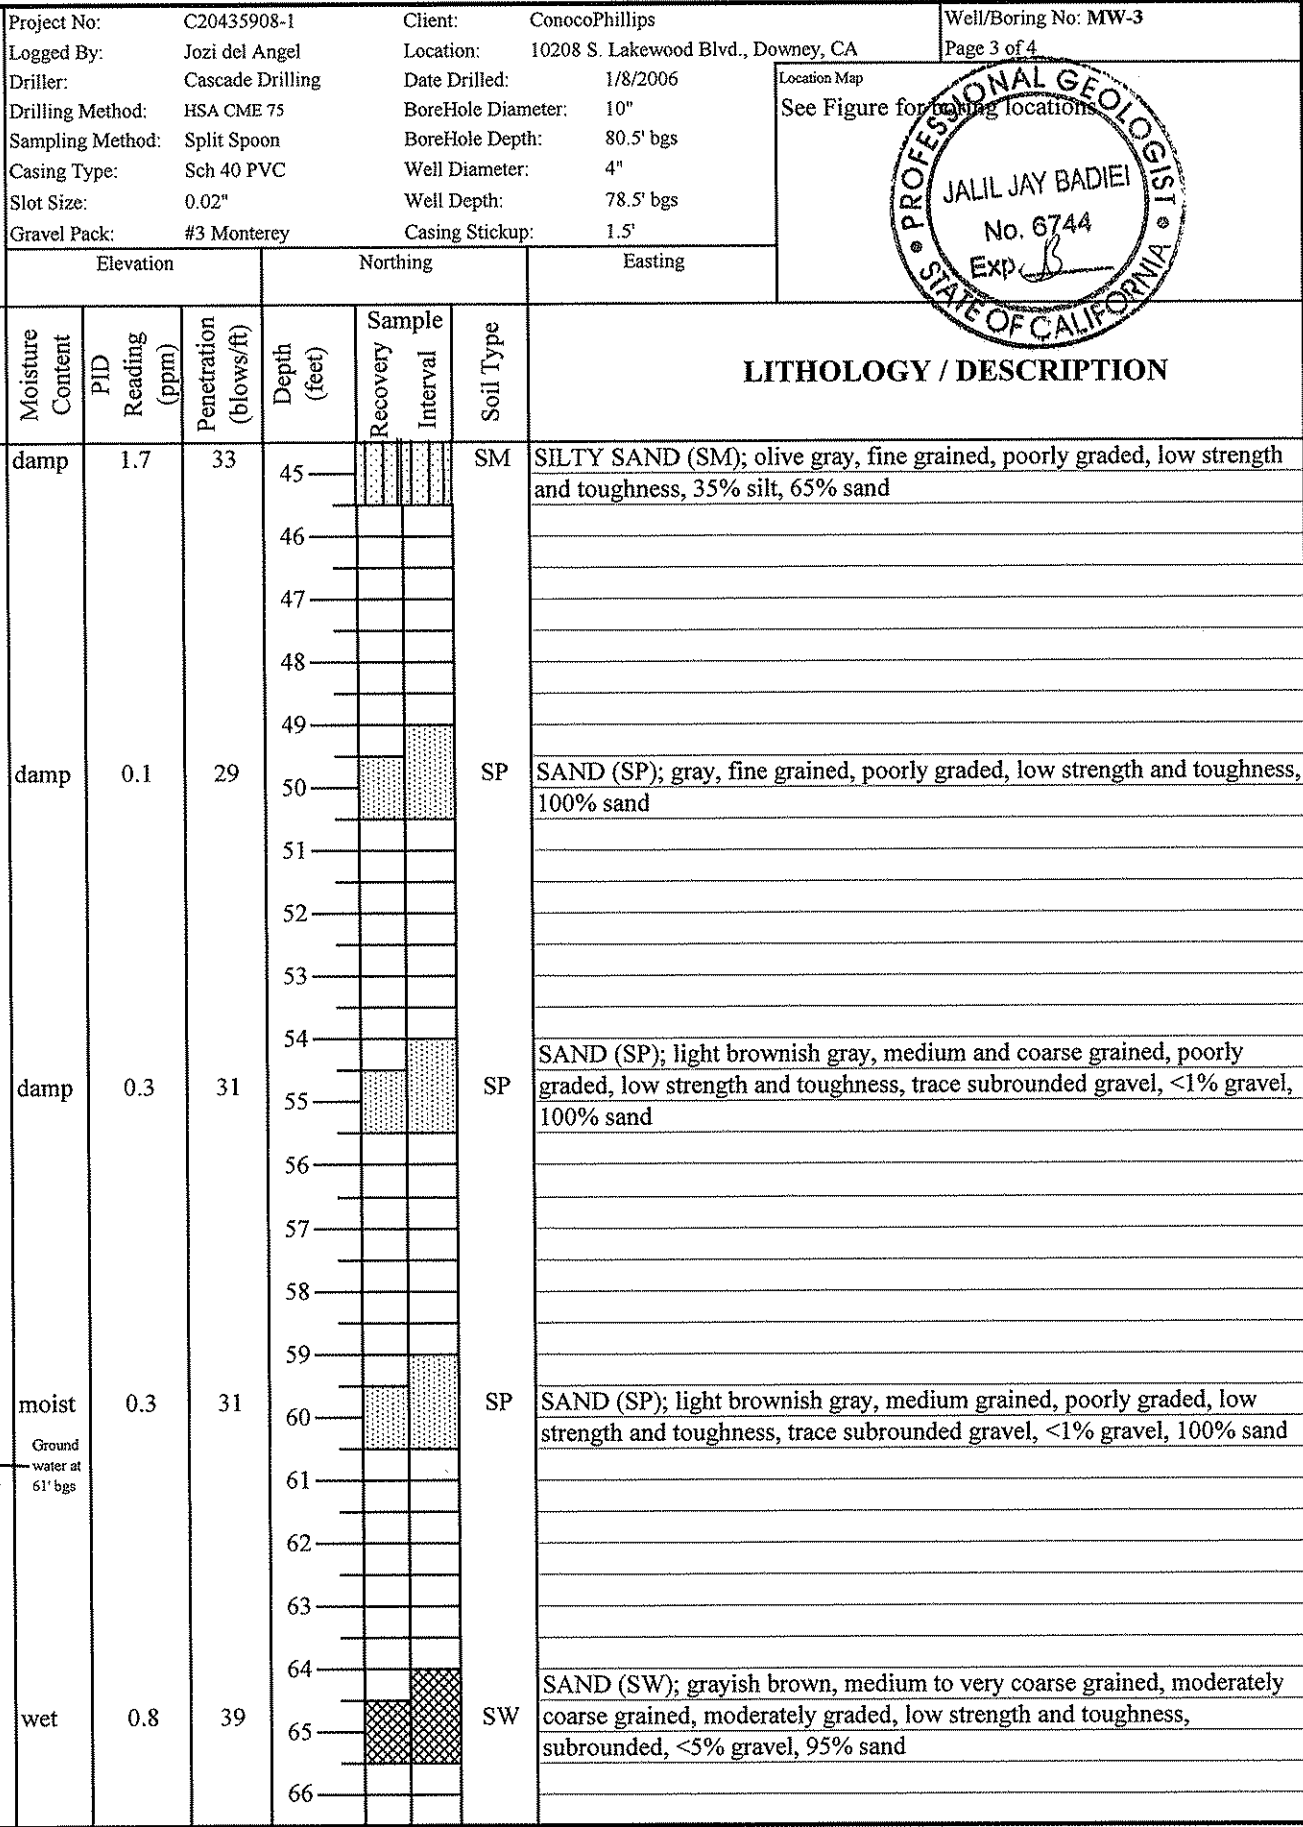 Project No: C20435908-1 Client: ConocoPhillips Well/Boring No: MW-3
Logged By: Jozi del Angel Location: 10208 S. Lakewood Blvd., Downey, CA Page 3 of 4
Driller: Cascade Drilling Date Drilled: 1/8/2006 Location Map
Drilling Method: HSA CME 75 BoreHole Diameter: 10" See Figure for boring locations
Sampling Method: Split Spoon BoreHole Depth: 80.5' bgs
Casing Type: Sch 40 PVC Well Diameter: 4"
Slot Size: 0.02" Well Depth: 78.5' bgs
Gravel Pack: #3 Monterey Casing Stickup: 1.5'
PROFESSIONAL GEOLOGIST
JALIL JAY BADIEI
No. 6744
Exp.
STATE OF CALIFORNIA
Elevation Northing Easting
Moisture Content
PID Reading (ppm)
Penetration (blows/ft)
Depth (feet)
Sample
Recovery
Interval
Soil Type
LITHOLOGY / DESCRIPTION
damp 1.7 33 SM SILTY SAND (SM); olive gray, fine grained, poorly graded, low strength
45 and toughness, 35% silt, 65% sand
46
47
48
49
damp 0.1 29 SP SAND (SP); gray, fine grained, poorly graded, low strength and toughness,
50 100% sand
51
52
53
54
SAND (SP); light brownish gray, medium and coarse grained, poorly
damp 0.3 31 SP graded, low strength and toughness, trace subrounded gravel, <1% gravel,
55 100% sand
56
57
58
59
moist 0.3 31 SP SAND (SP); light brownish gray, medium grained, poorly graded, low
60 strength and toughness, trace subrounded gravel, <1% gravel, 100% sand
Ground
water at
61' bgs
61
62
63
64
SAND (SW); grayish brown, medium to very coarse grained, moderately
wet 0.8 39 SW coarse grained, moderately graded, low strength and toughness,
65 subrounded, <5% gravel, 95% sand
66